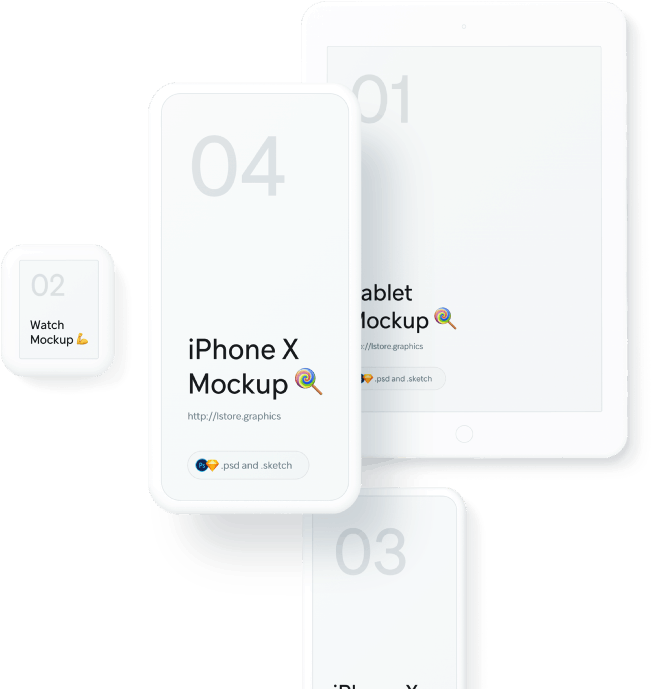 01
ablet
Mockup
://lstore.graphics
.psd and .sketch
04
iPhone X
Mockup
http://lstore.graphics
Ps .psd and .sketch
02
Watch
Mockup
03